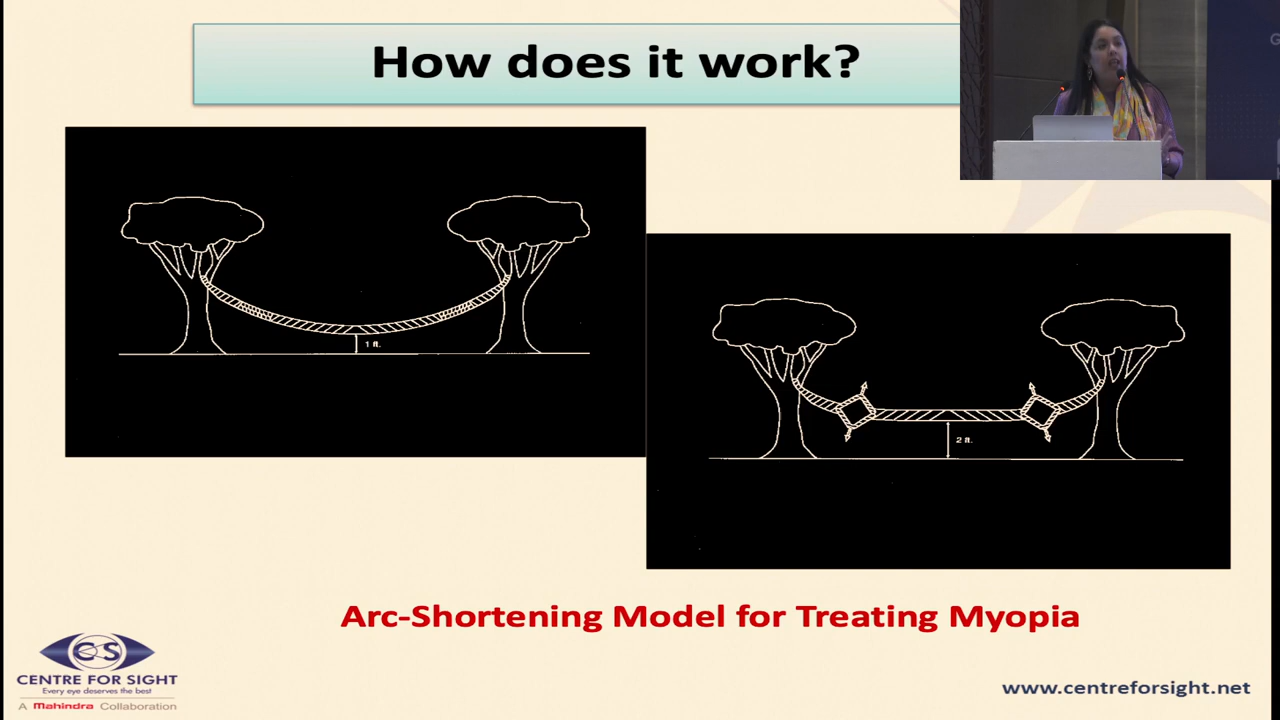 How does it work?
G
1 ft.
2 ft.
Arc-Shortening Model for Treating Myopia
CS
CENTRE FOR SIGHT
Every eye deserves the best
A Mahindra Collaboration
www.centreforsight.net